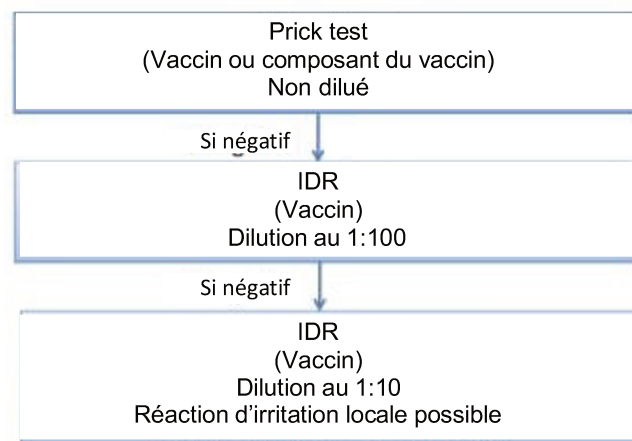 Prick test
(Vaccin ou composant du vaccin)
Non dilué
Si négatif
IDR
(Vaccin)
Dilution au 1:100
Si négatif
IDR
(Vaccin)
Dilution au 1:10
Réaction d’irritation locale possible